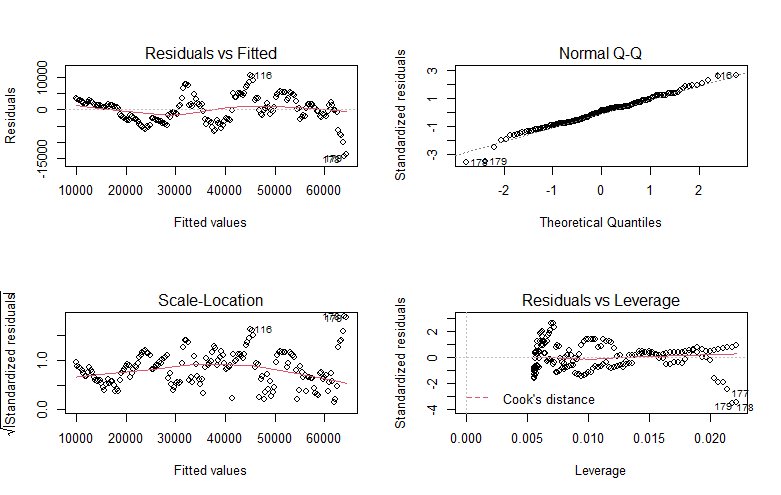 Residuals vs Fitted
Residuals
10000
0
-15000
116
10000 20000 30000 40000 50000 60000
Fitted values
Normal Q-Q
Standardized residuals
3
1
-1
-3
116
178 179
-2 -1 0 1 2
Theoretical Quantiles
Scale-Location
√|Standardized residuals|
1.0
0.0
116
10000 20000 30000 40000 50000 60000
Fitted values
Residuals vs Leverage
Standardized residuals
2
0
-2
-4
177
179 178
Cook's distance
0.000 0.005 0.010 0.015 0.020
Leverage